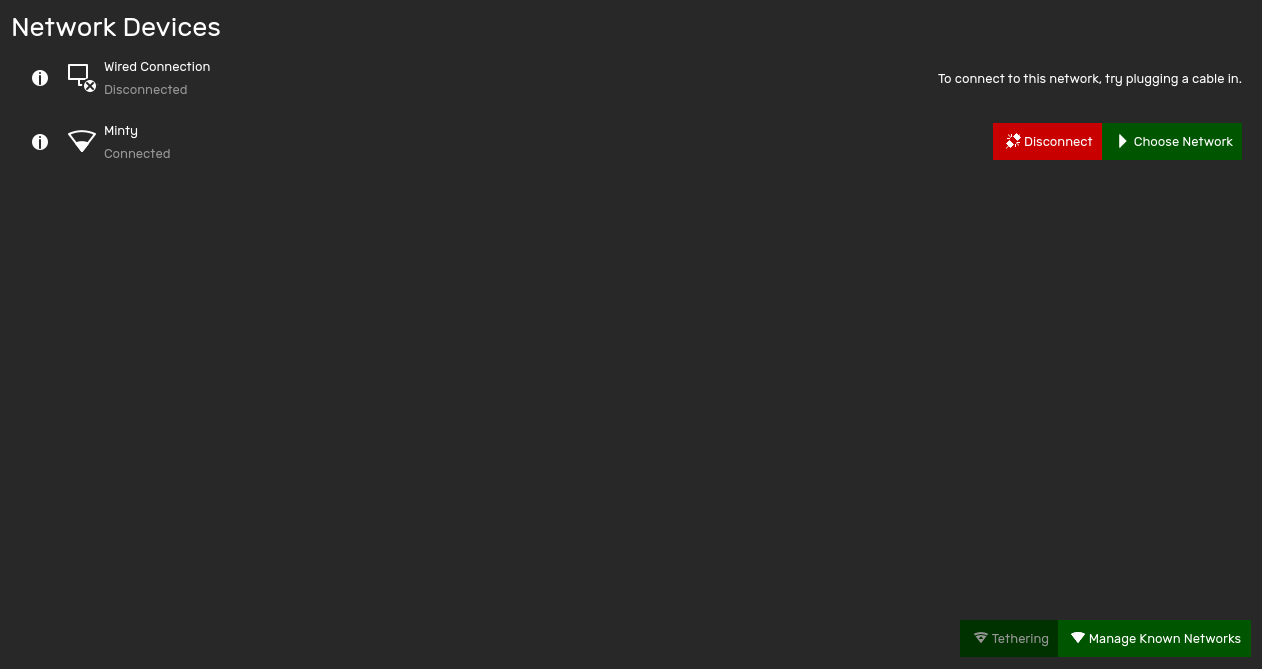 Network Devices
Wired Connection
Disconnected
To connect to this network, try plugging a cable in.
Minty
Connected
Disconnect
Choose Network
Tethering
Manage Known Networks